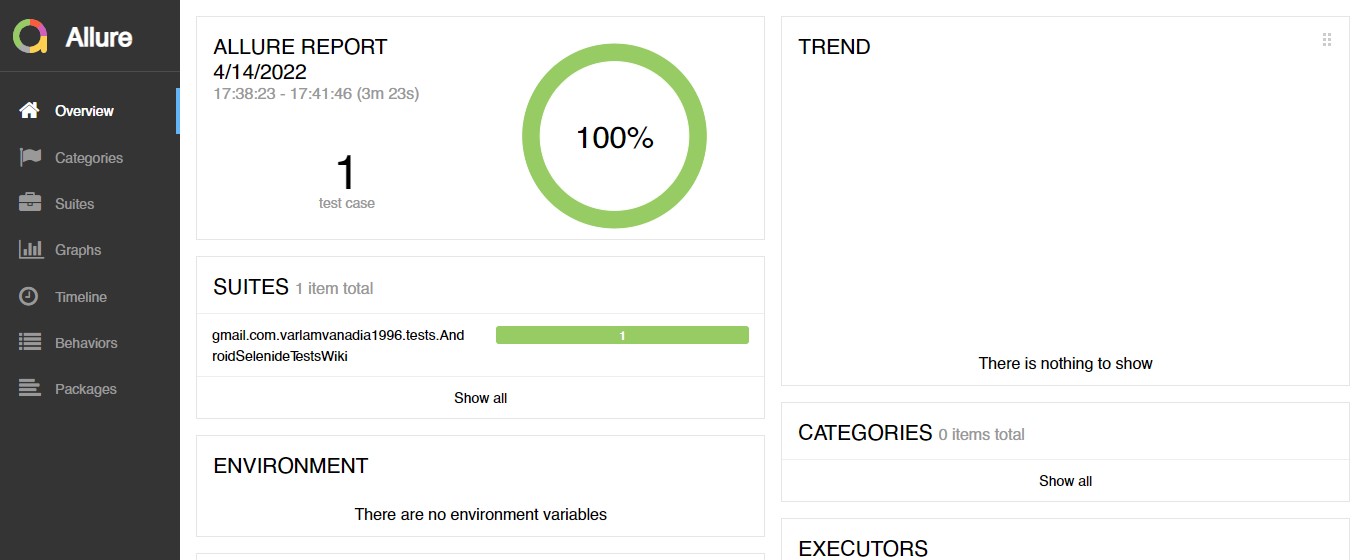 Allure
Overview
Categories
Suites
Graphs
Timeline
Behaviors
Packages
ALLURE REPORT
4/14/2022
17:38:23 - 17:41:46 (3m 23s)
1
test case
100%
SUITES 1 item total
gmail.com.varlamvanadia1996.tests.And
roidSelenideTestsWiki
1
Show all
ENVIRONMENT
There are no environment variables
TREND
There is nothing to show
CATEGORIES 0 items total
Show all
EXECUTORS